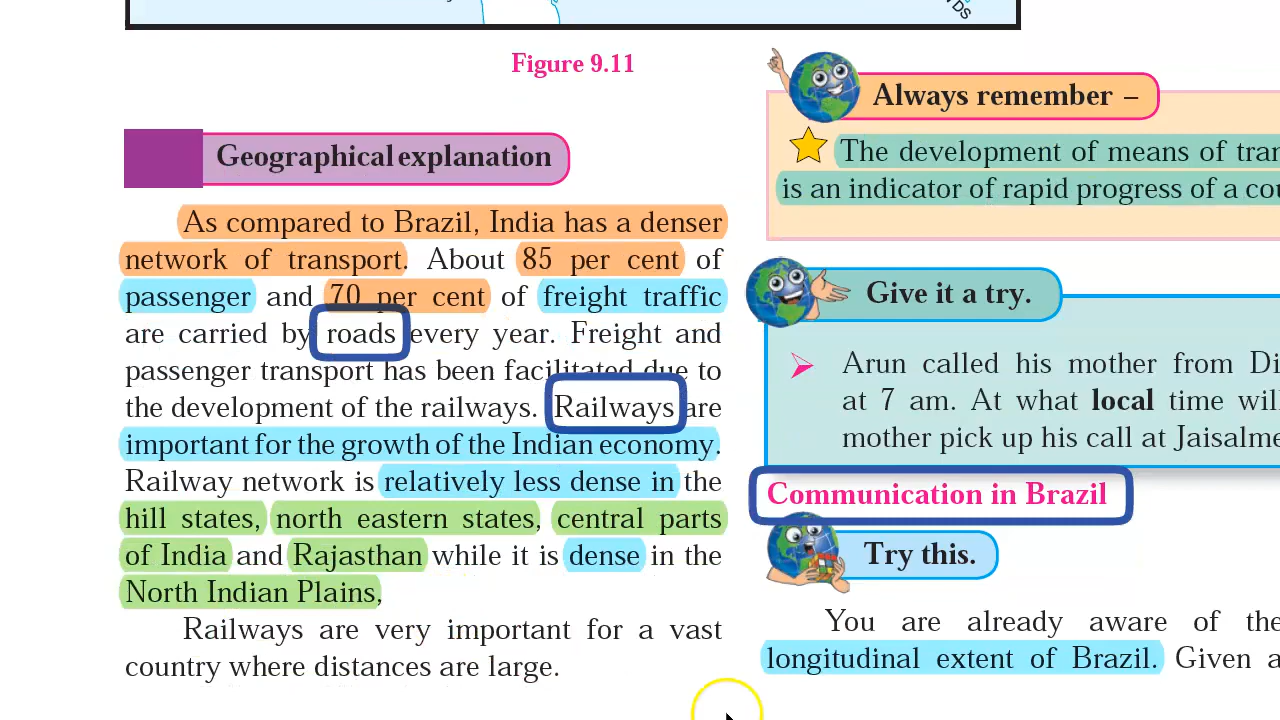 DS
Figure 9.11
Geographical explanation
As compared to Brazil, India has a denser
network of transport. About 85 per cent of
passenger and 70 per cent of freight traffic
are carried by roads every year. Freight and
passenger transport has been facilitated due to
the development of the railways. Railways are
important for the growth of the Indian economy.
Railway network is relatively less dense in the
hill states, north eastern states, central parts
of India and Rajasthan while it is dense in the
North Indian Plains,
Railways are very important for a vast
country where distances are large.
Always remember –
The development of means of tran
is an indicator of rapid progress of a cou
Give it a try.
Arun called his mother from Di
at 7 am. At what local time will
mother pick up his call at Jaisalme
Communication in Brazil
Try this.
You are already aware of the
longitudinal extent of Brazil. Given a